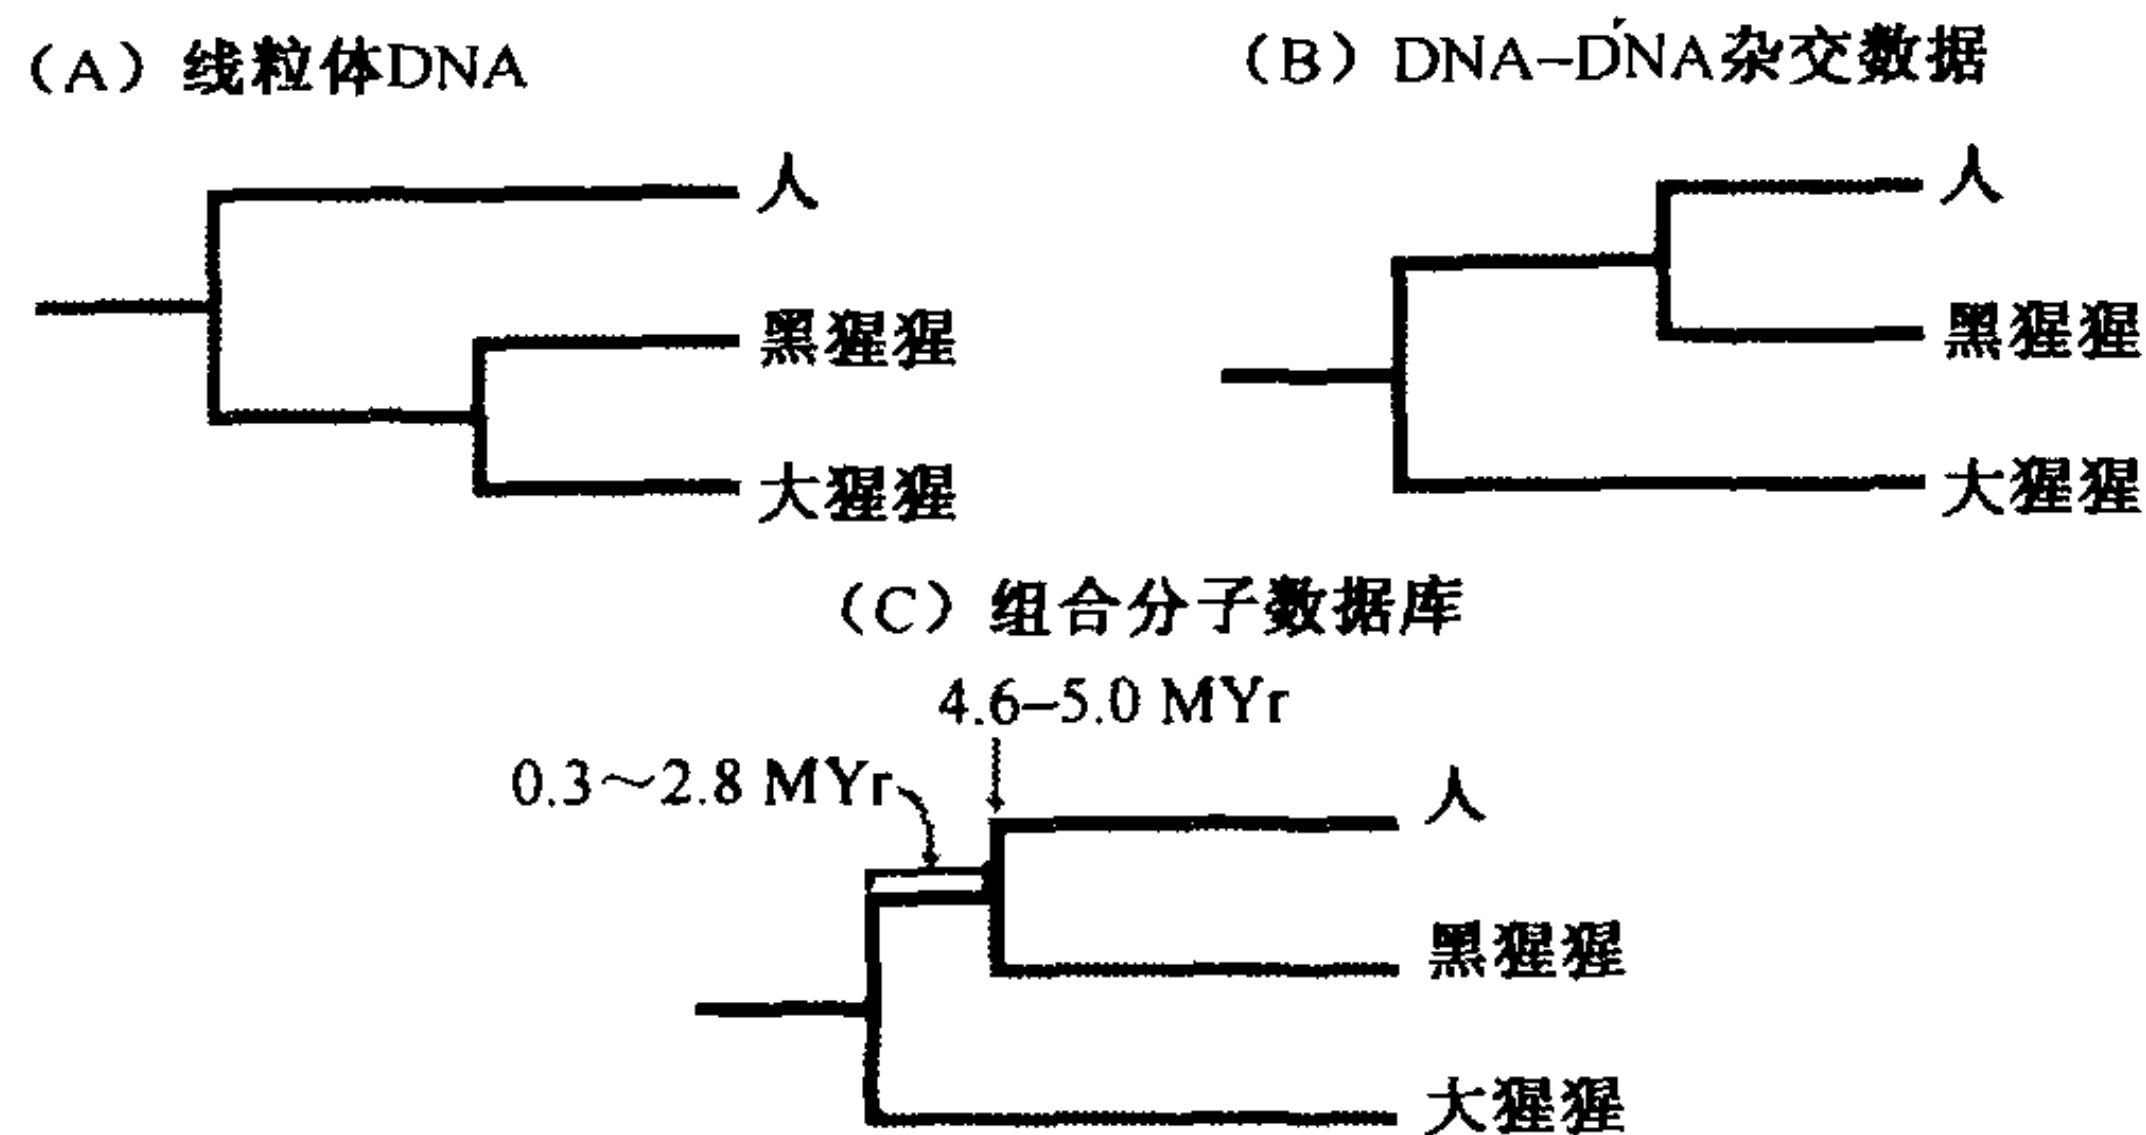 （A）线粒体DNA
人
黑猩猩
大猩猩
（B）DNA–DNA杂交数据
人
黑猩猩
大猩猩
（C）组合分子数据库
4.6–5.0 MYr
0.3～2.8 MYr
人
黑猩猩
大猩猩